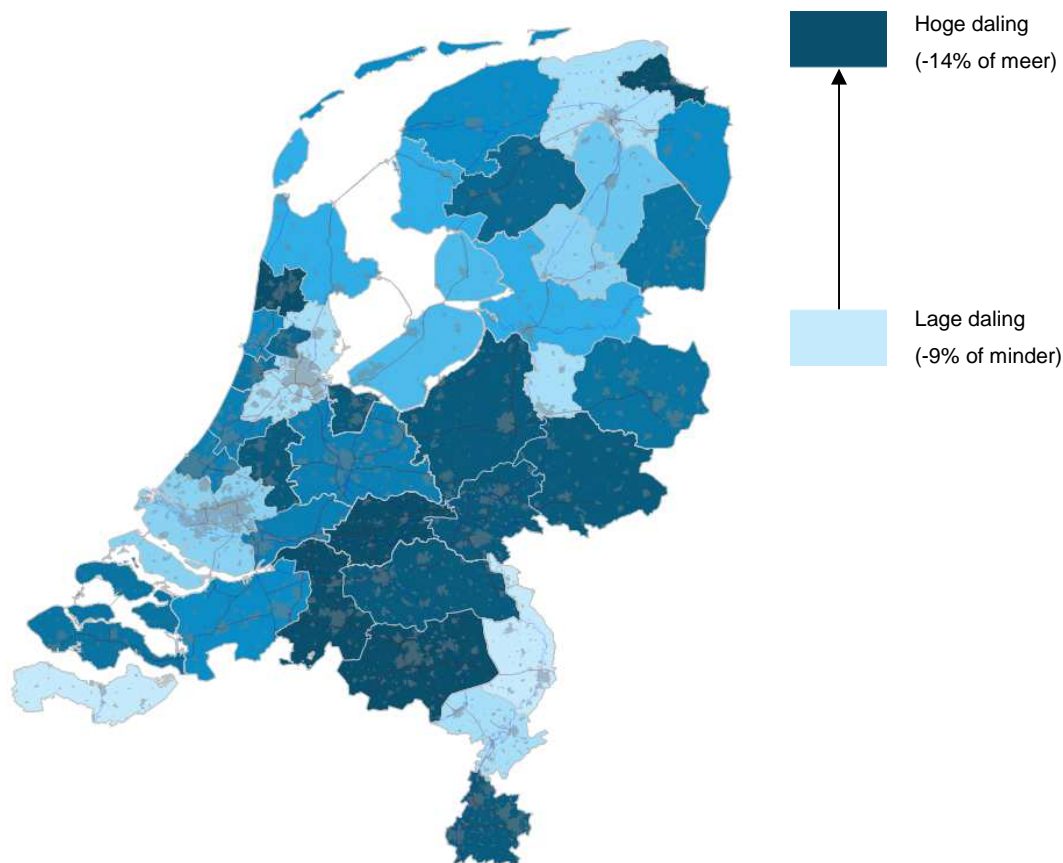 Hoge daling
(-14% of meer)
Lage daling
(-9% of minder)